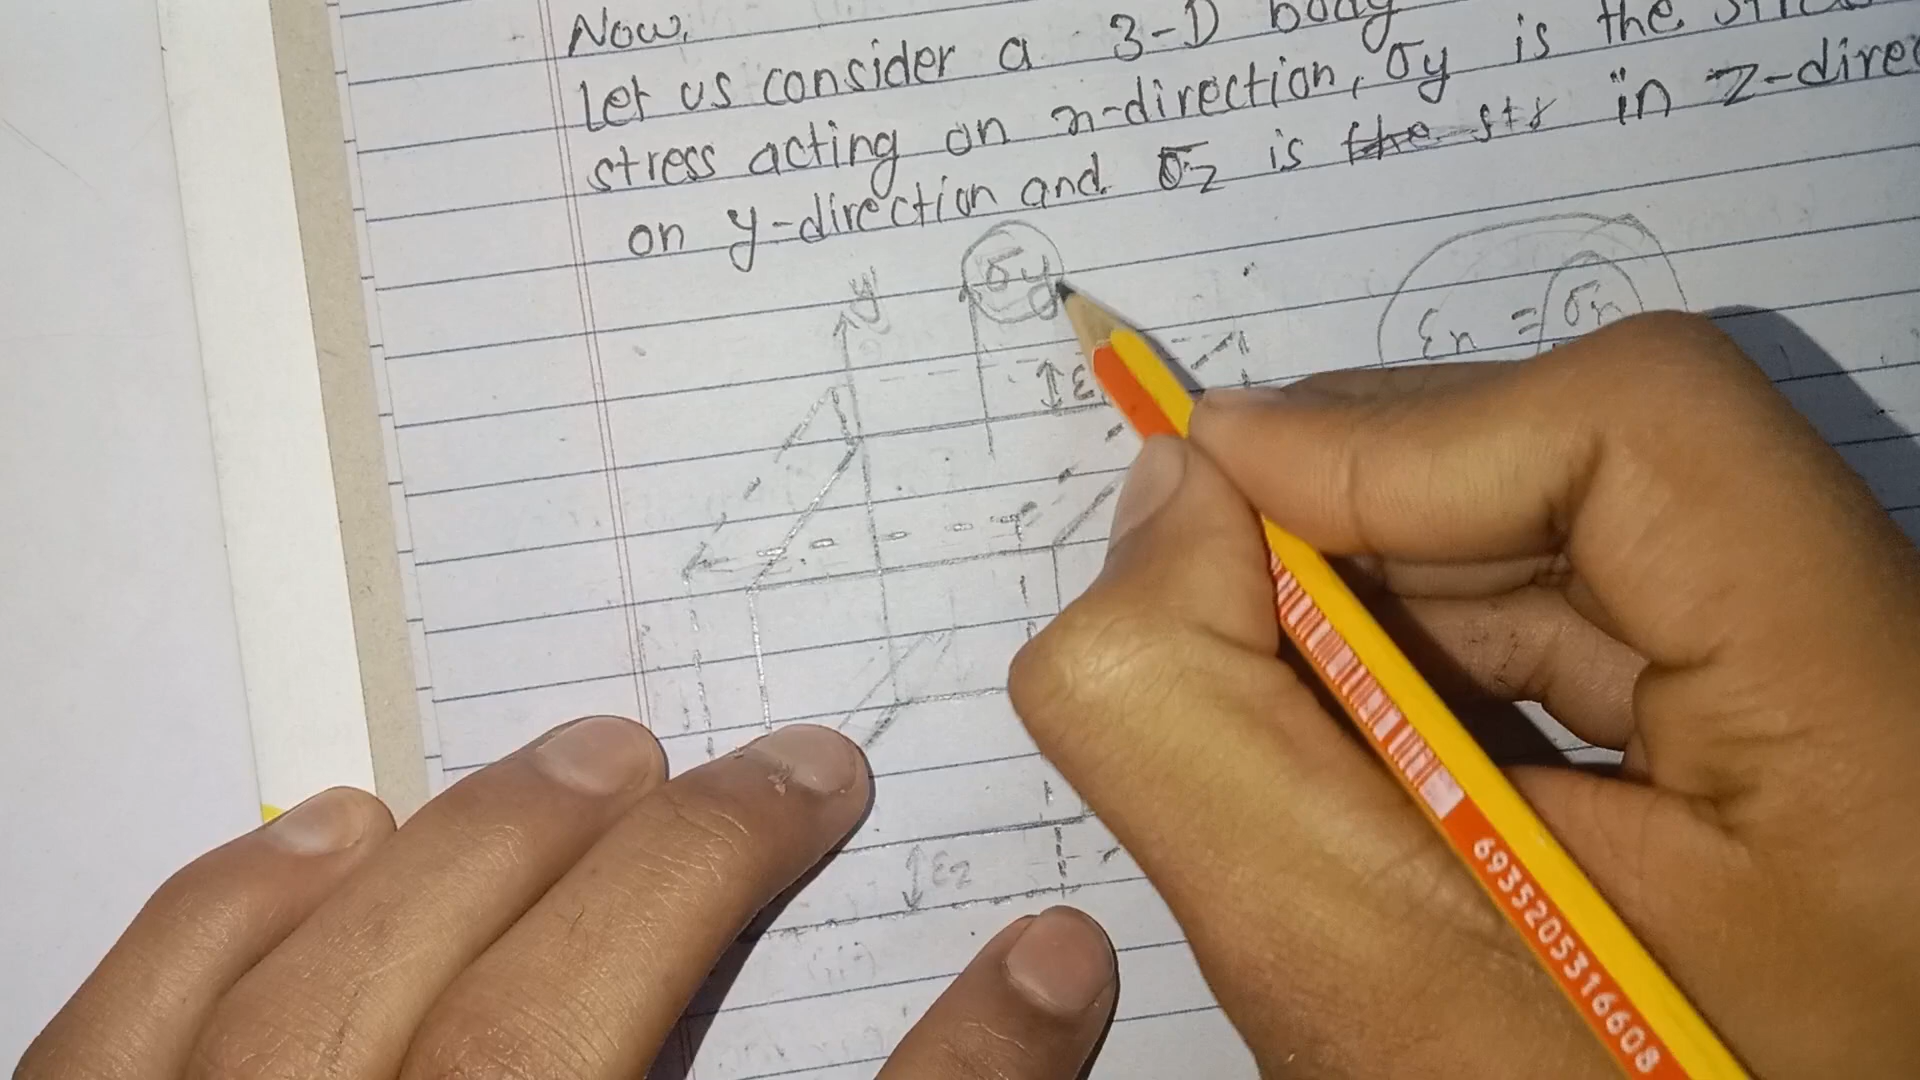 Now,
Let us consider a 3-D body
stress acting on x-direction, σy is the
on y-direction and σz is the str in z-direc
y
σy
εx = σx
ε
εz
(ii)
6935205316608